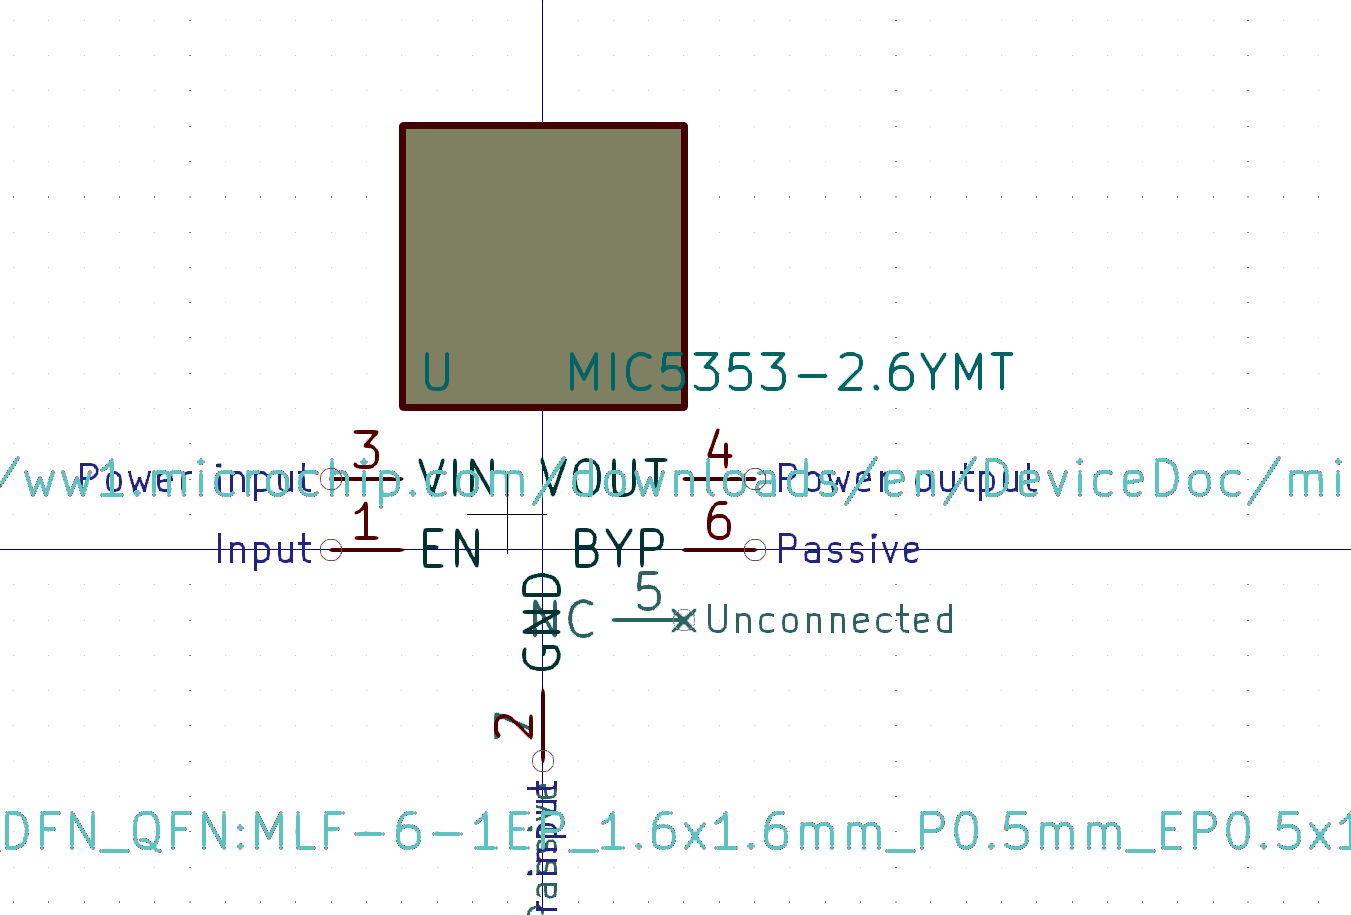 U MIC5353-2.6YMT
3 4
Power input VIN VOUT Power output
/ww1.microchip.com/downloads/en/DeviceDoc/mi
1 6
Input EN BYP Passive
5
NC Unconnected
GND
2
input
DFN_QFN:MLF-6-1EP_1.6x1.6mm_P0.5mm_EP0.5x1